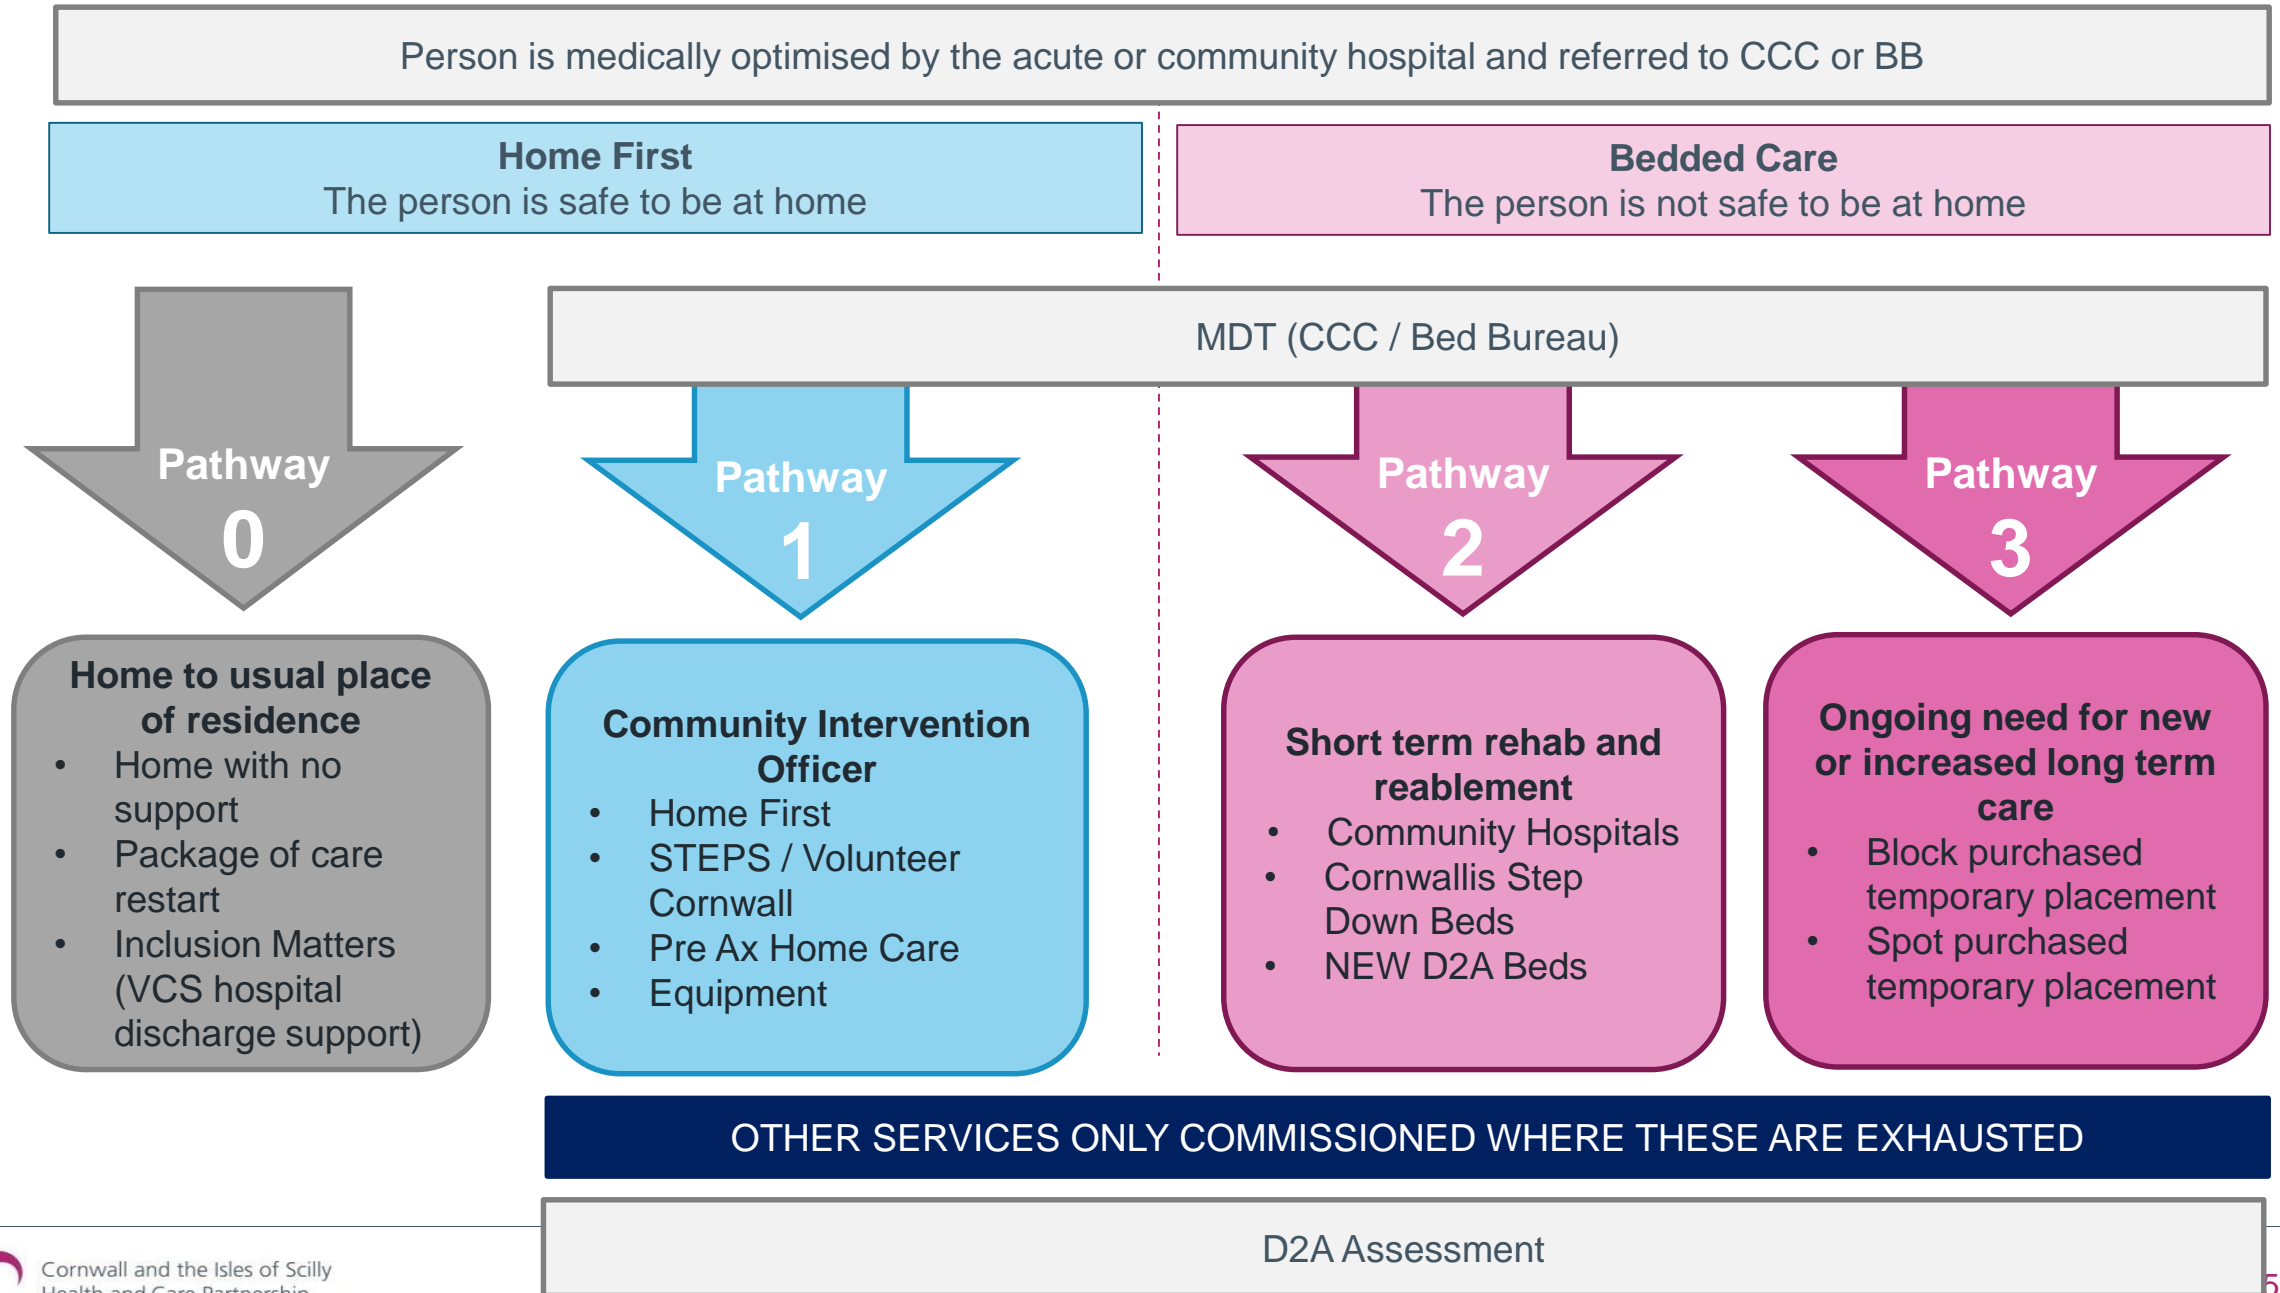 Person is medically optimised by the acute or community hospital and referred to CCC or BB
Home First
The person is safe to be at home
Bedded Care
The person is not safe to be at home
MDT (CCC / Bed Bureau)
Pathway
0
Pathway
1
Pathway
2
Pathway
3
Home to usual place
of residence
• Home with no
support
• Package of care
restart
• Inclusion Matters
(VCS hospital
discharge support)
Community Intervention
Officer
• Home First
• STEPS / Volunteer
Cornwall
• Pre Ax Home Care
• Equipment
Short term rehab and
reablement
• Community Hospitals
• Cornwallis Step
Down Beds
• NEW D2A Beds
Ongoing need for new
or increased long term
care
• Block purchased
temporary placement
• Spot purchased
temporary placement
OTHER SERVICES ONLY COMMISSIONED WHERE THESE ARE EXHAUSTED
D2A Assessment
Cornwall and the Isles of Scilly
Health and Care Partnership
5